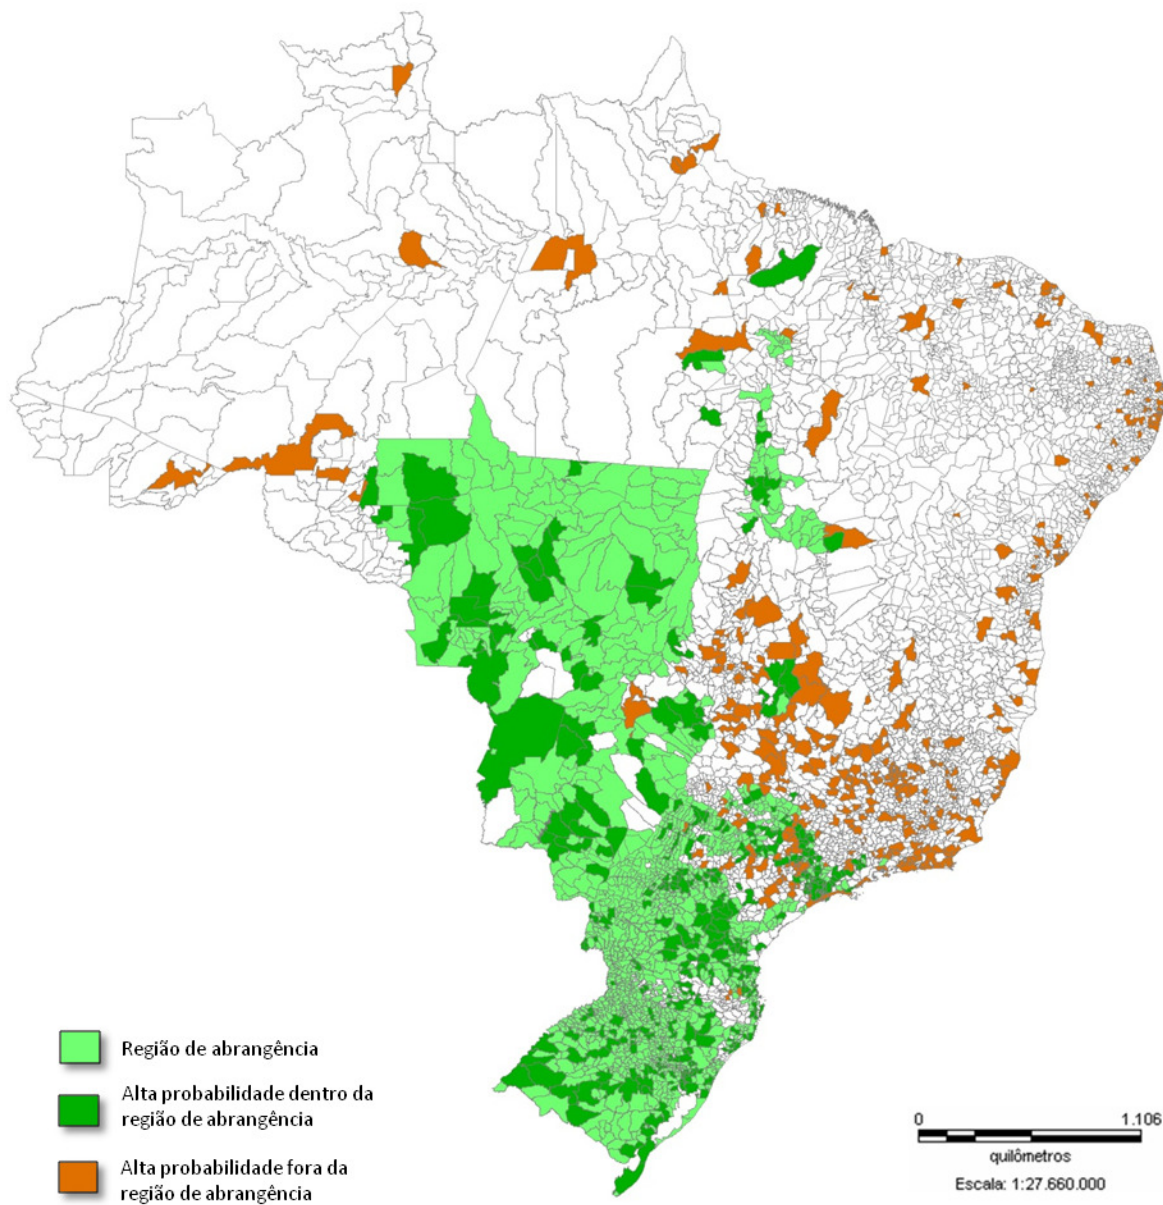 Região de abrangência
Alta probabilidade dentro da
região de abrangência
Alta probabilidade fora da
região de abrangência
0 1.106
quilômetros
Escala: 1:27.660.000